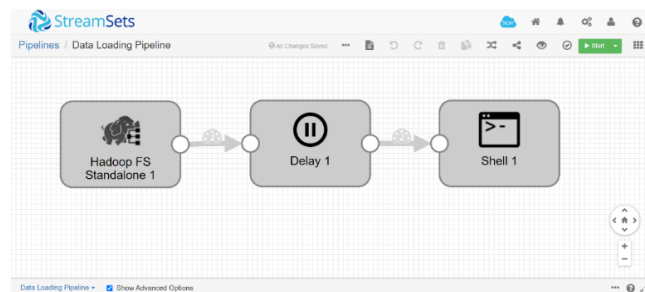 StreamSets
Pipelines / Data Loading Pipeline
All Changes Saved
Start
Hadoop FS
Standalone 1
Delay 1
Shell 1
Data Loading Pipeline
Show Advanced Options